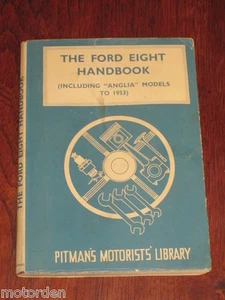 THE FORD EIGHT
HANDBOOK
(INCLUDING "ANGLIA" MODELS
TO 1953)
PITMAN'S MOTORISTS' LIBRARY
THE FORD EIGHT HANDBOOK
© motorden